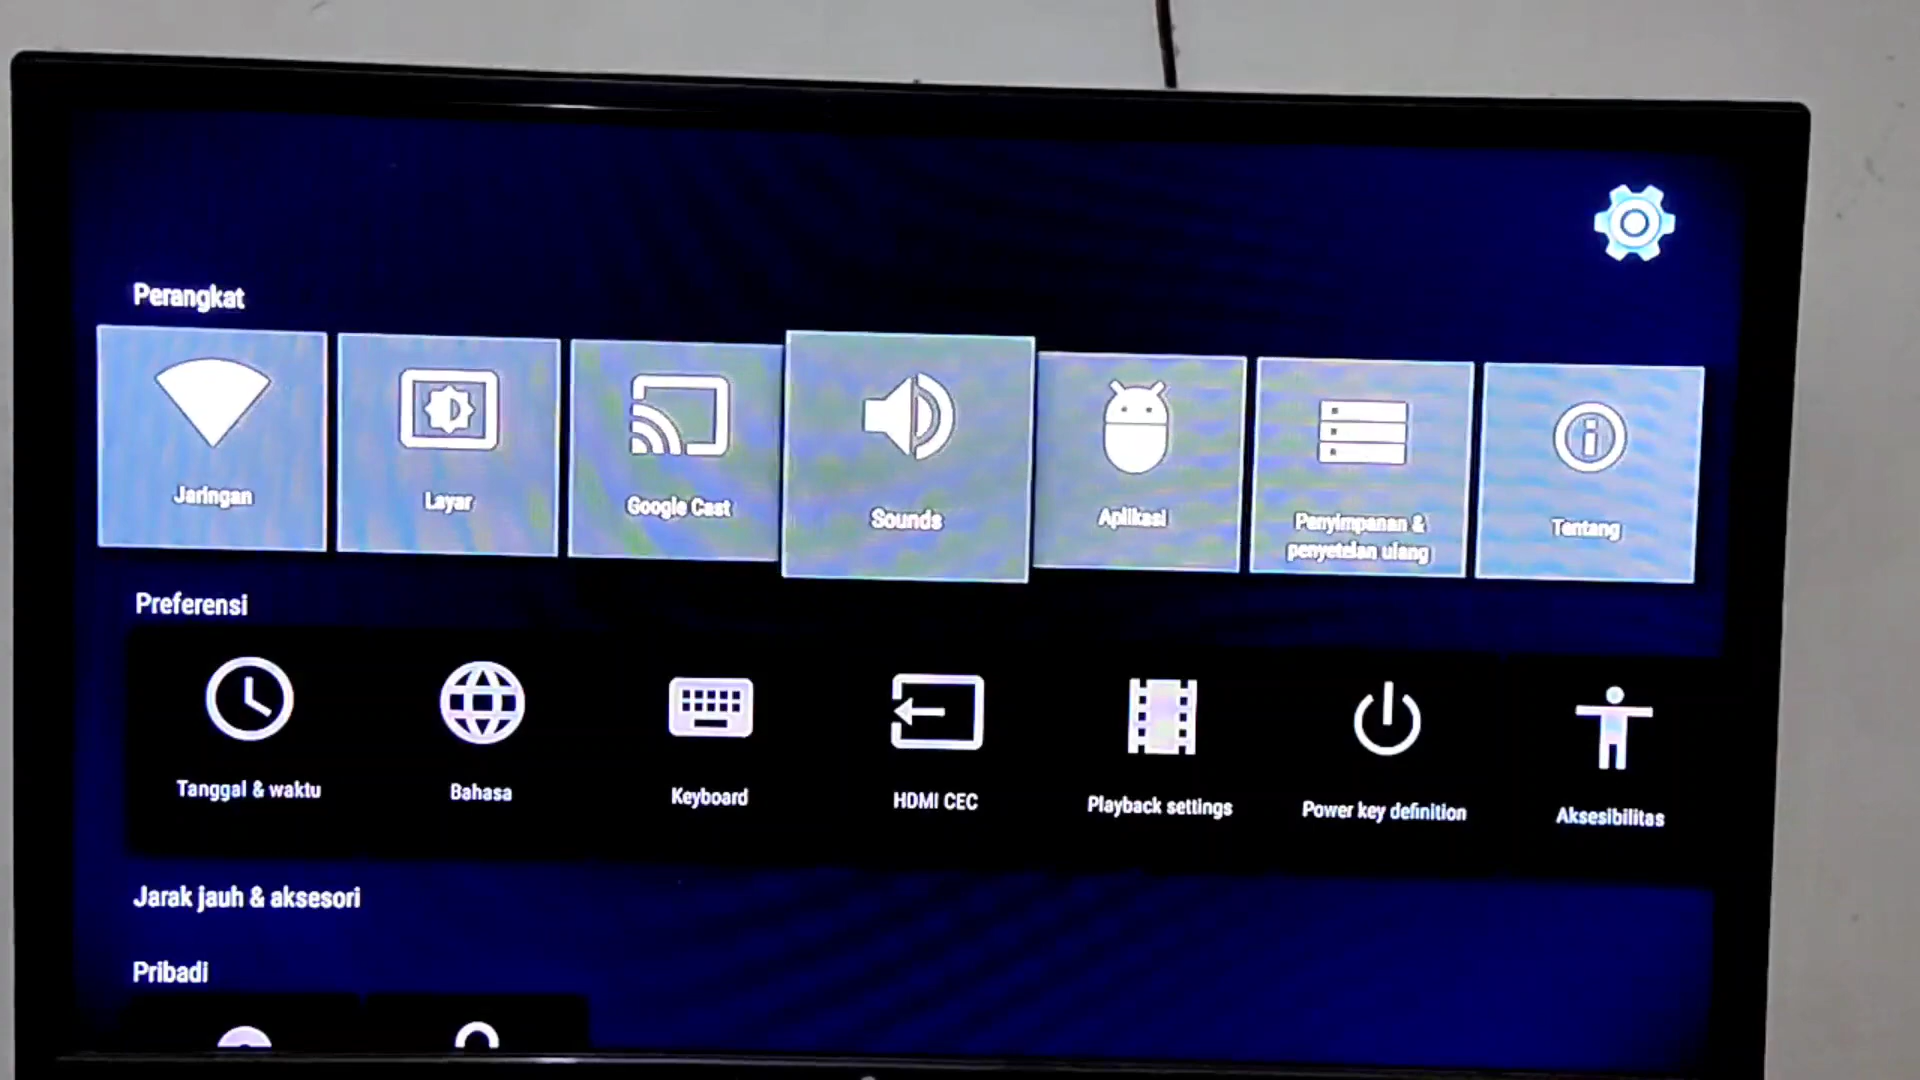 Perangkat
Jaringan
Layar
Google Cast
Sounds
Aplikasi
Penyimpanan &
penyetelan ulang
Tentang
Preferensi
Tanggal & waktu
Bahasa
Keyboard
HDMI CEC
Playback settings
Power key definition
Aksesibilitas
Jarak jauh & aksesori
Pribadi